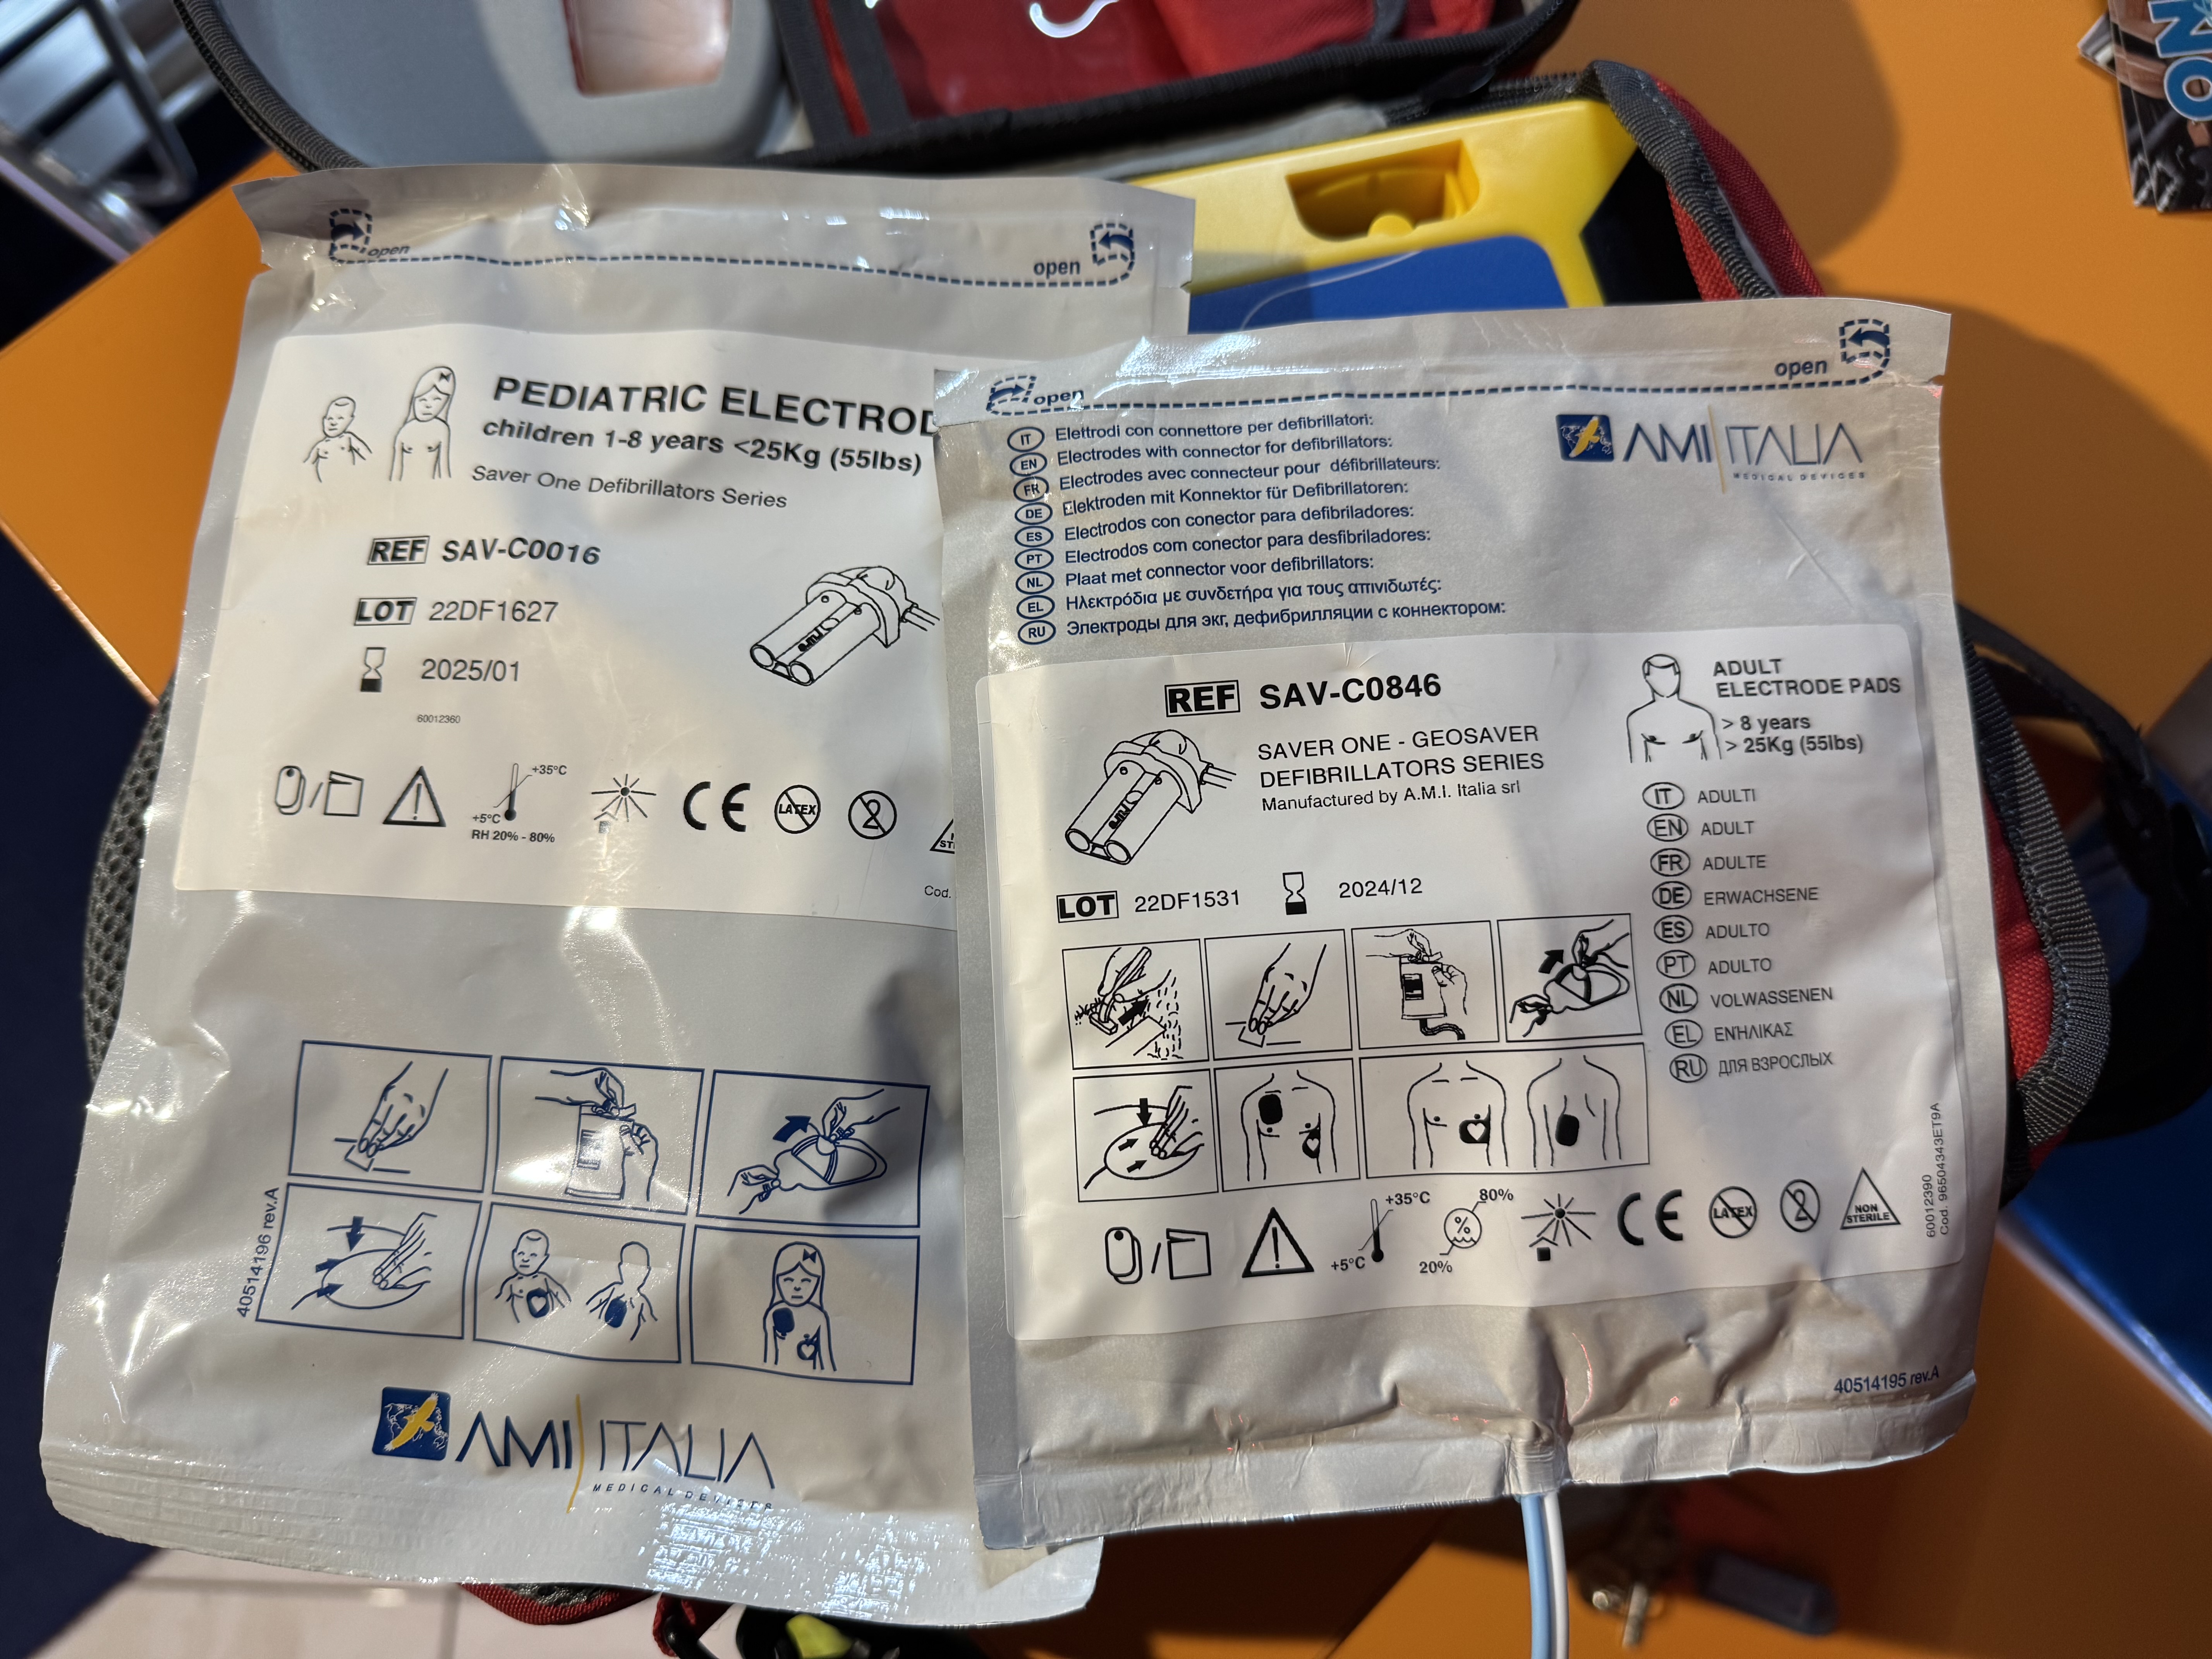 open
open
PEDIATRIC
children 1-8 years <25Kg (55lbs)
Saver One Defibrillators Series
REF SAV-C0016
LOT 22DF1627
2025/01
60012360
+35°C
+5°C
RH 20% - 80%
CE
LATEX
2
Cod.
40514196 rev.A
AMI ITALIA
MEDICAL DEVICES
open
open
IT Elettrodi con connettore per defibrillatori:
EN Electrodes with connector for defibrillators:
FR Electrodes avec connecteur pour défibrillateurs:
DE Elektroden mit Konnektor für Defibrillatoren:
ES Electrodos con conector para defibriladores:
PT Electrodos com conector para desfibriladores:
NL Plaat met connector voor defibrillators:
EL Ηλεκτρόδια με συνδετήρα για τους απινιδωτές:
RU Электроды для экг, дефибрилляции с коннектором:
AMI ITALIA
MEDICAL DEVICES
REF SAV-C0846
SAVER ONE - GEOSAVER
DEFIBRILLATORS SERIES
Manufactured by A.M.I. Italia srl
LOT 22DF1531
2024/12
ADULT
ELECTRODE PADS
> 8 years
> 25Kg (55lbs)
IT ADULTI
EN ADULT
FR ADULTE
DE ERWACHSENE
ES ADULTO
PT ADULTO
NL VOLWASSENEN
EL ΕΝΉΛΙΚΑΣ
RU ДЛЯ ВЗРОСЛЫХ
+35°C
+5°C
80%
%
20%
CE
LATEX
2
NON
STERILE
60012390
Cod. 96504343ET9A
40514195 rev.A